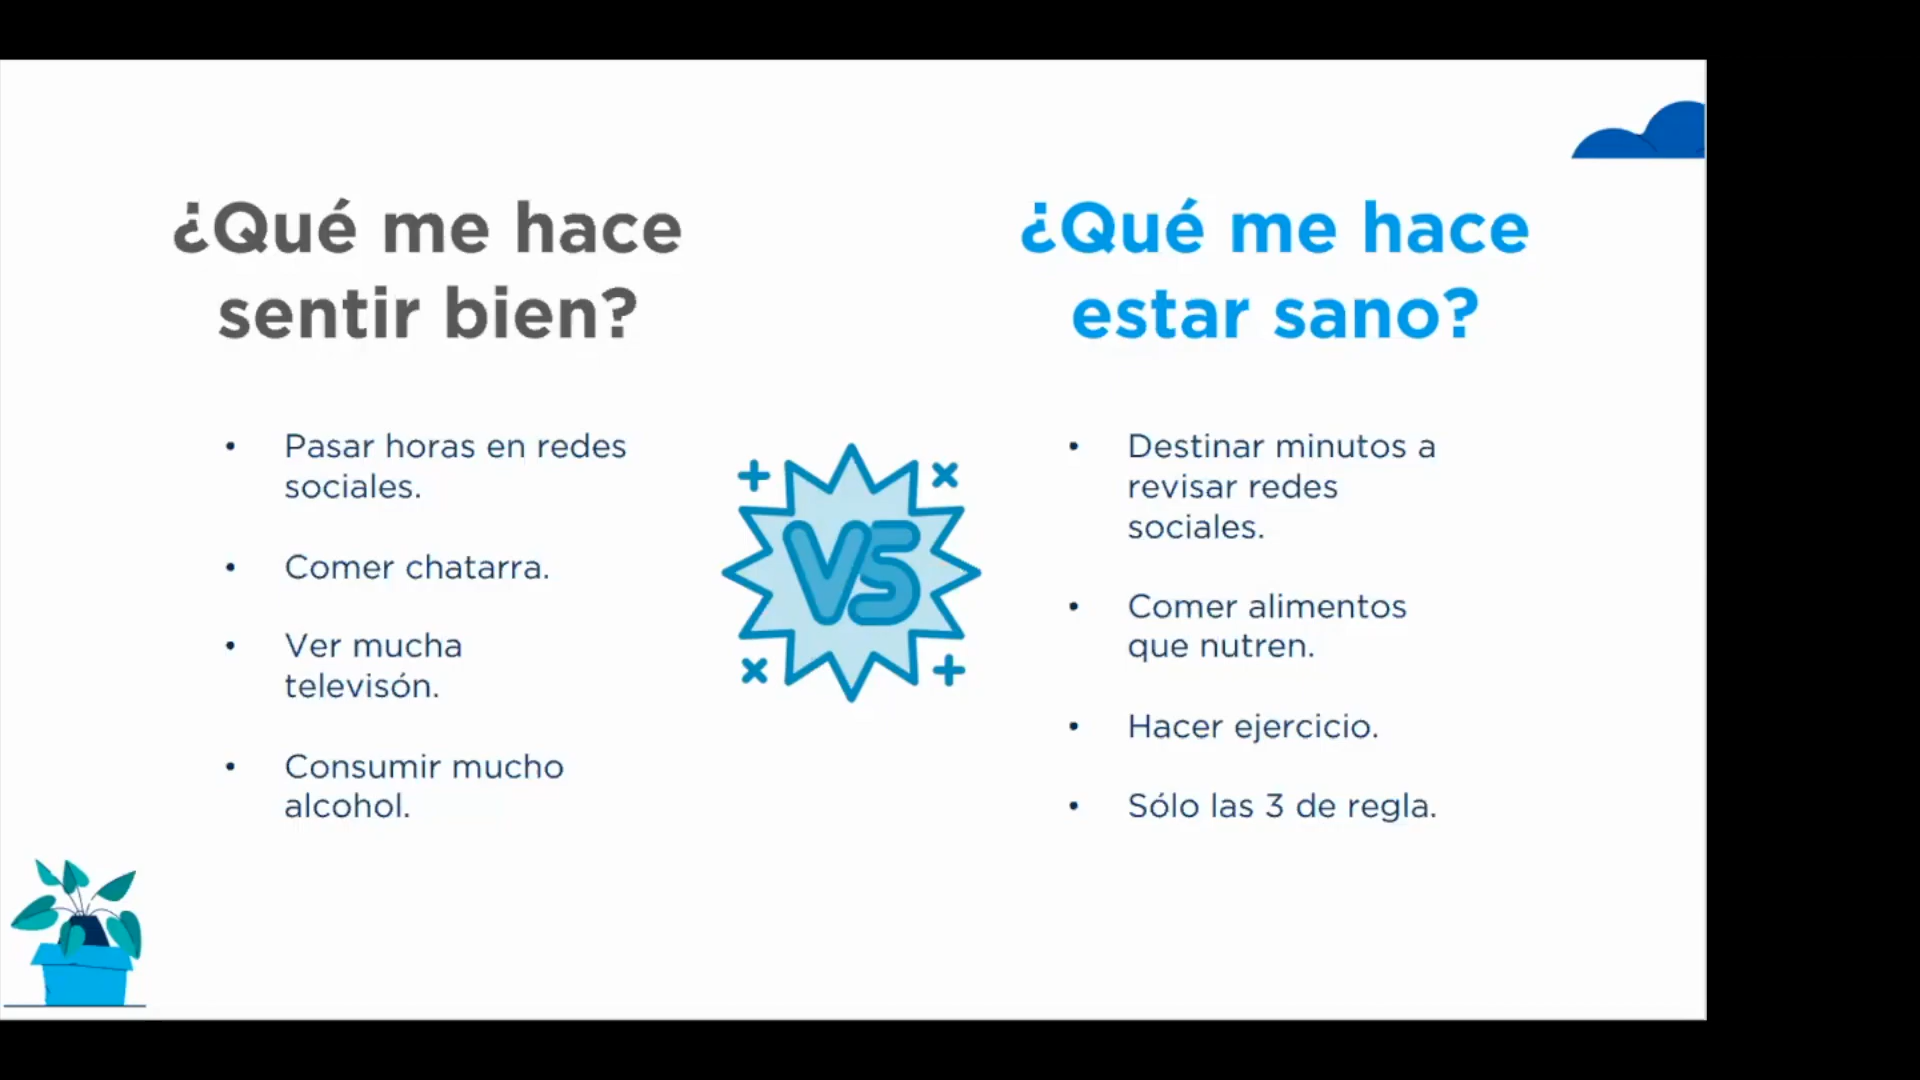 ¿Qué me hace
sentir bien?
• Pasar horas en redes
sociales.
• Comer chatarra.
• Ver mucha
televisón.
• Consumir mucho
alcohol.
VS
¿Qué me hace
estar sano?
• Destinar minutos a
revisar redes
sociales.
• Comer alimentos
que nutren.
• Hacer ejercicio.
• Sólo las 3 de regla.